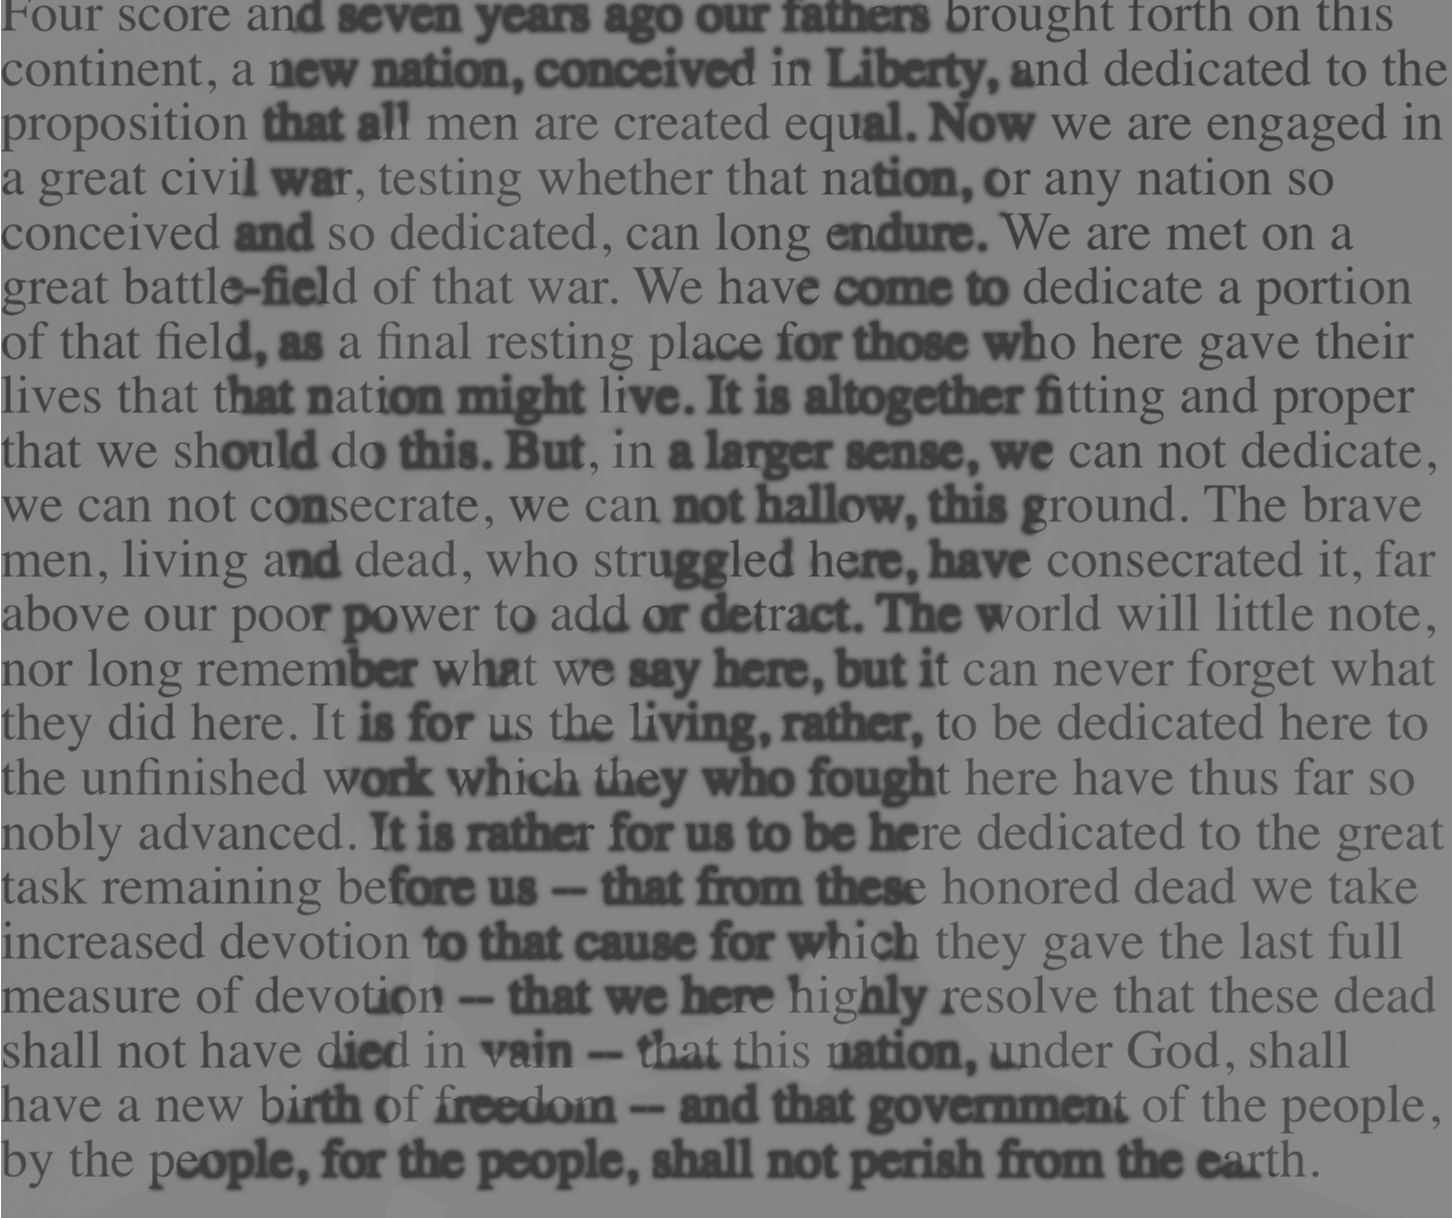 Four score and seven years ago our fathers brought forth on this
continent, a new nation, conceived in Liberty, and dedicated to the
proposition that all men are created equal. Now we are engaged in
a great civil war, testing whether that nation, or any nation so
conceived and so dedicated, can long endure. We are met on a
great battle-field of that war. We have come to dedicate a portion
of that field, as a final resting place for those who here gave their
lives that that nation might live. It is altogether fitting and proper
that we should do this. But, in a larger sense, we can not dedicate,
we can not consecrate, we can not hallow, this ground. The brave
men, living and dead, who struggled here, have consecrated it, far
above our poor power to add or detract. The world will little note,
nor long remember what we say here, but it can never forget what
they did here. It is for us the living, rather, to be dedicated here to
the unfinished work which they who fought here have thus far so
nobly advanced. It is rather for us to be here dedicated to the great
task remaining before us -- that from these honored dead we take
increased devotion to that cause for which they gave the last full
measure of devotion -- that we here highly resolve that these dead
shall not have died in vain -- that this nation, under God, shall
have a new birth of freedom -- and that government of the people,
by the people, for the people, shall not perish from the earth.